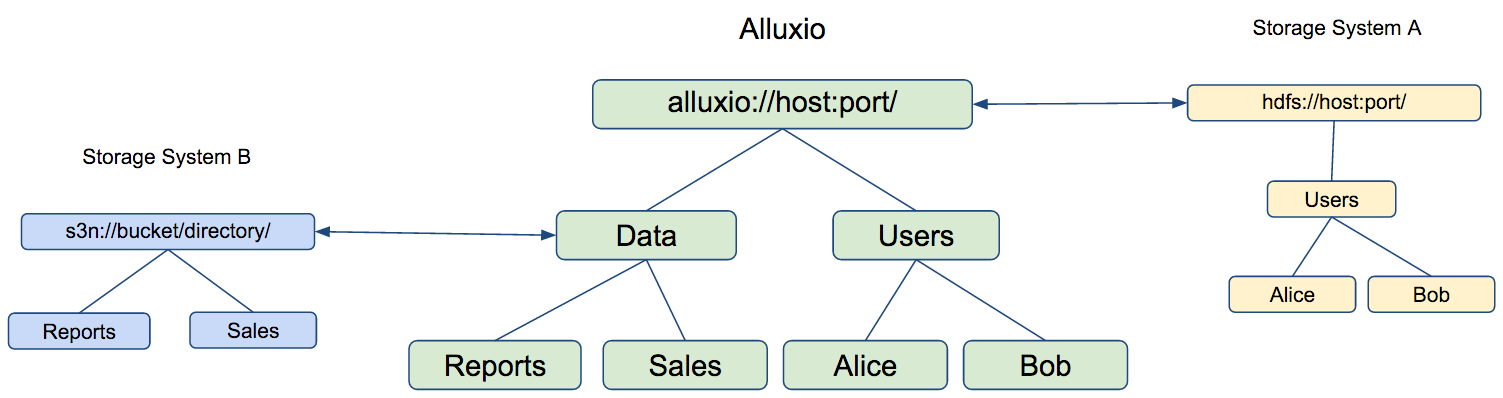 Alluxio
Storage System A
alluxio://host:port/
hdfs://host:port/
Storage System B
Users
s3n://bucket/directory/
Data
Users
Alice
Bob
Reports
Sales
Reports
Sales
Alice
Bob